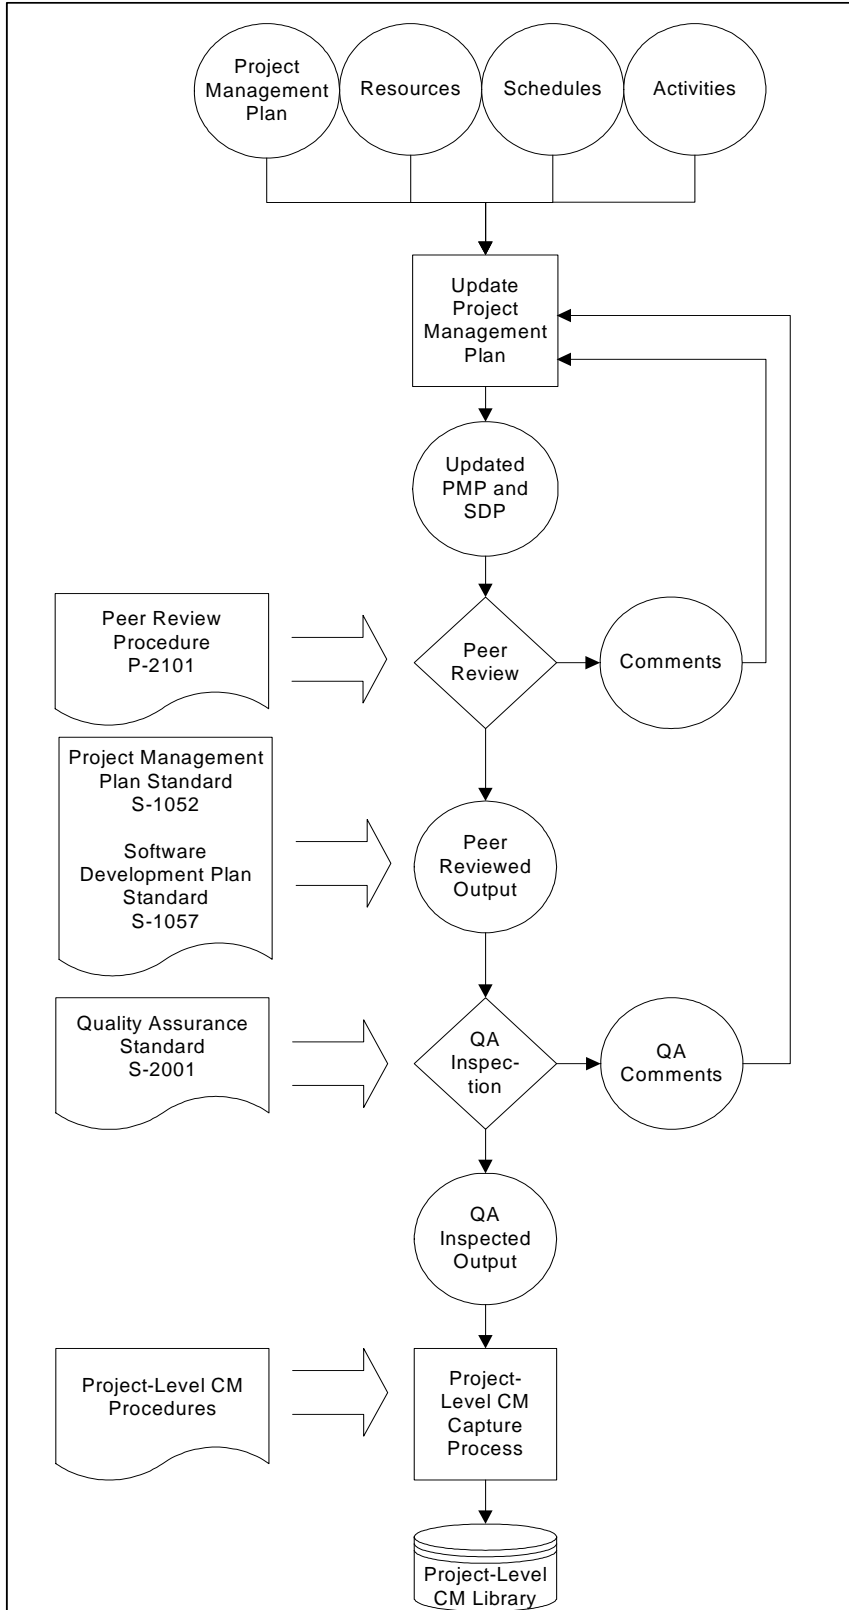 Project
Management
Plan
Resources
Schedules
Activities
Update
Project
Management
Plan
Updated
PMP and
SDP
Peer Review
Procedure
P-2101
Peer
Review
Comments
Project Management
Plan Standard
S-1052
Software
Development Plan
Standard
S-1057
Peer
Reviewed
Output
Quality Assurance
Standard
S-2001
QA
Inspec-
tion
QA
Comments
QA
Inspected
Output
Project-Level CM
Procedures
Project-
Level CM
Capture
Process
Project-Level
CM Library